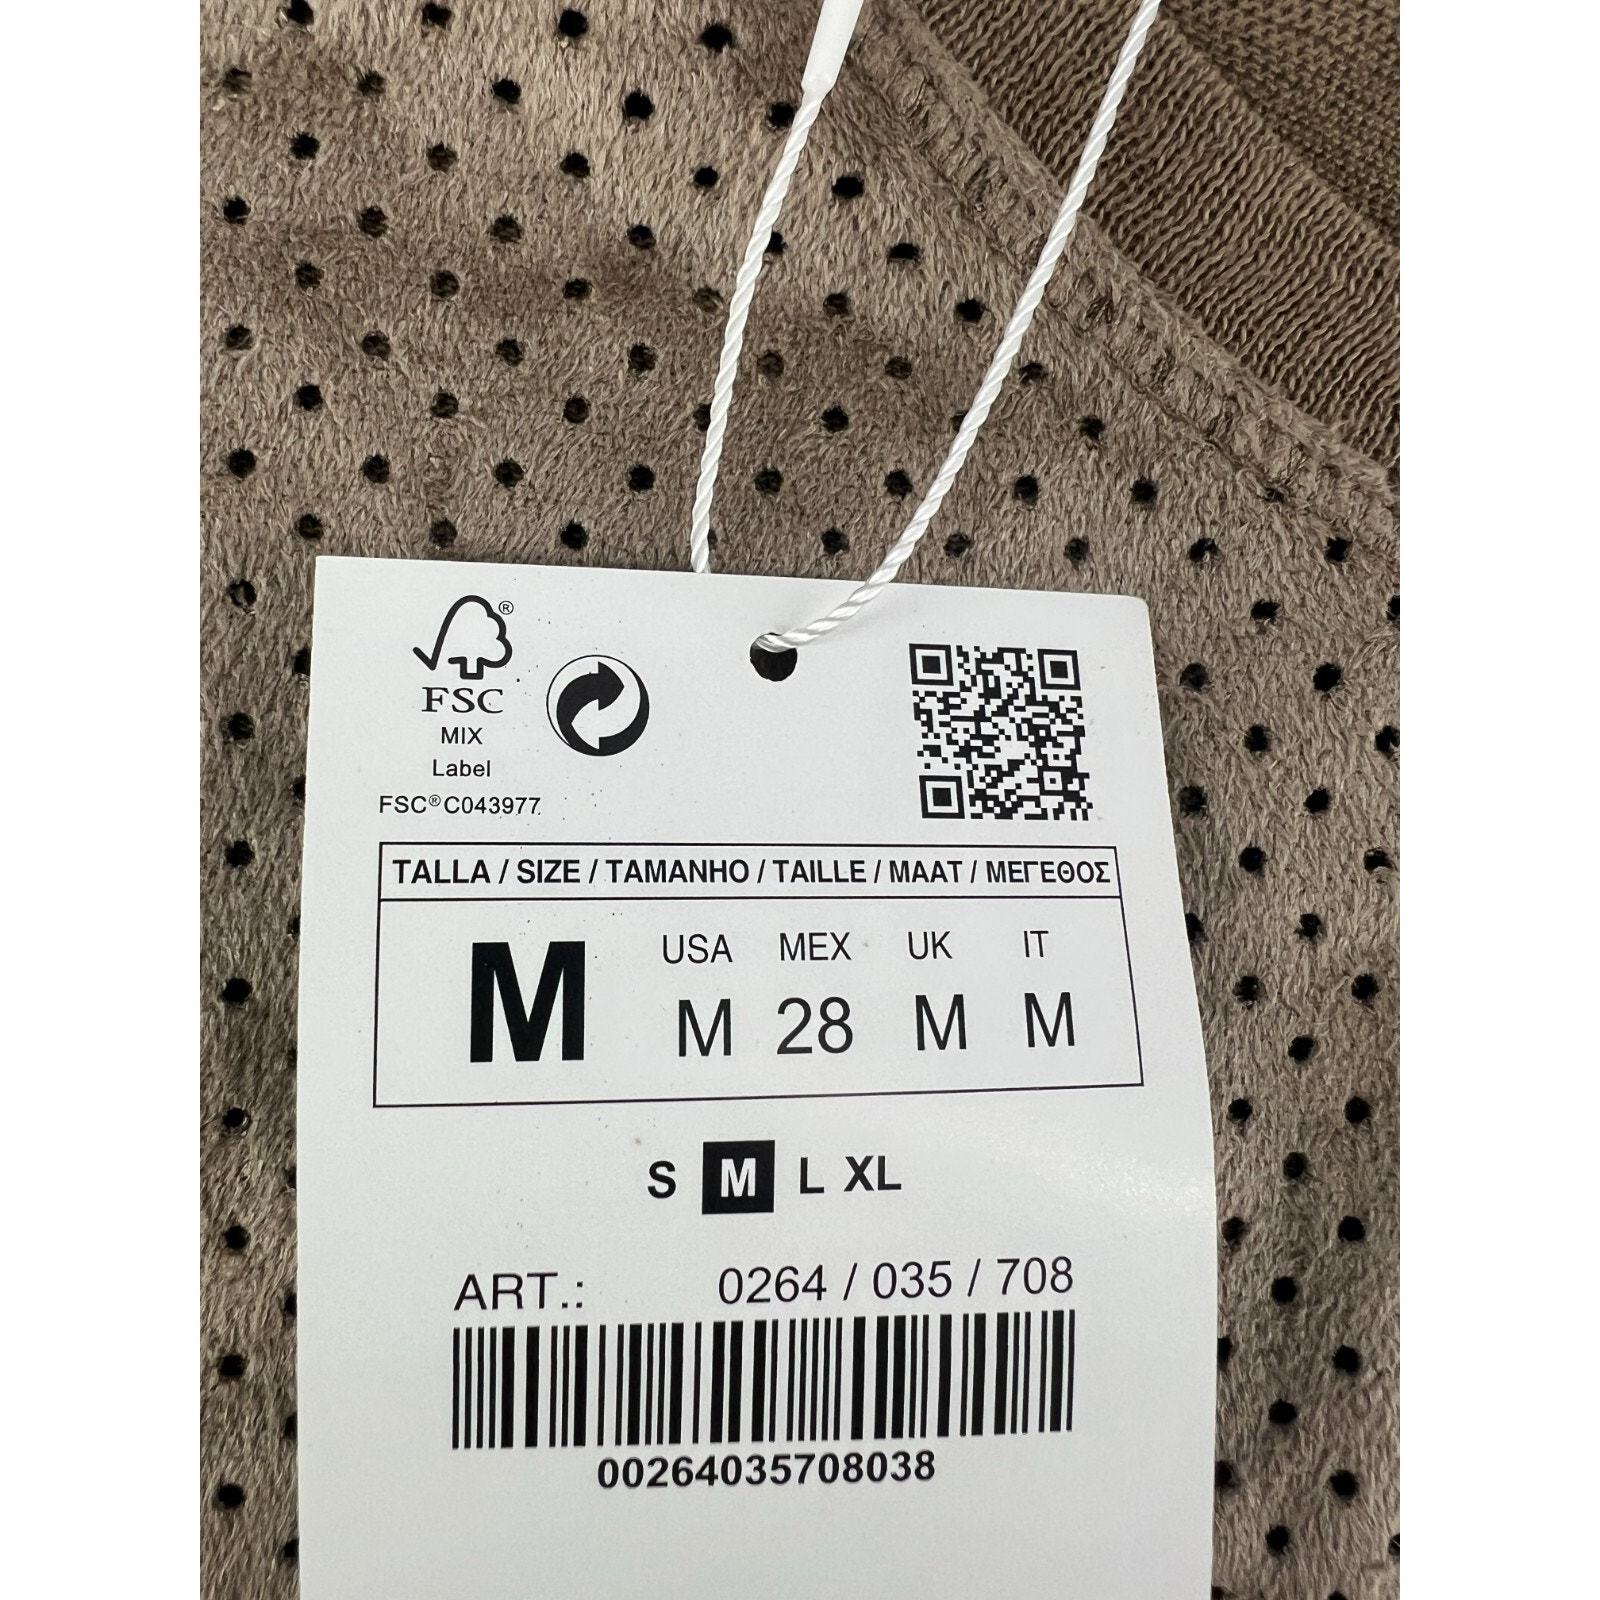 ®
FSC
MIX
Label
FSC® C043977
TALLA / SIZE / TAMANHO / TAILLE / MAAT / ΜΕΓΕΘΟΣ
M
USA MEX UK IT
M 28 M M
S M L XL
ART.: 0264 / 035 / 708
00264035708038